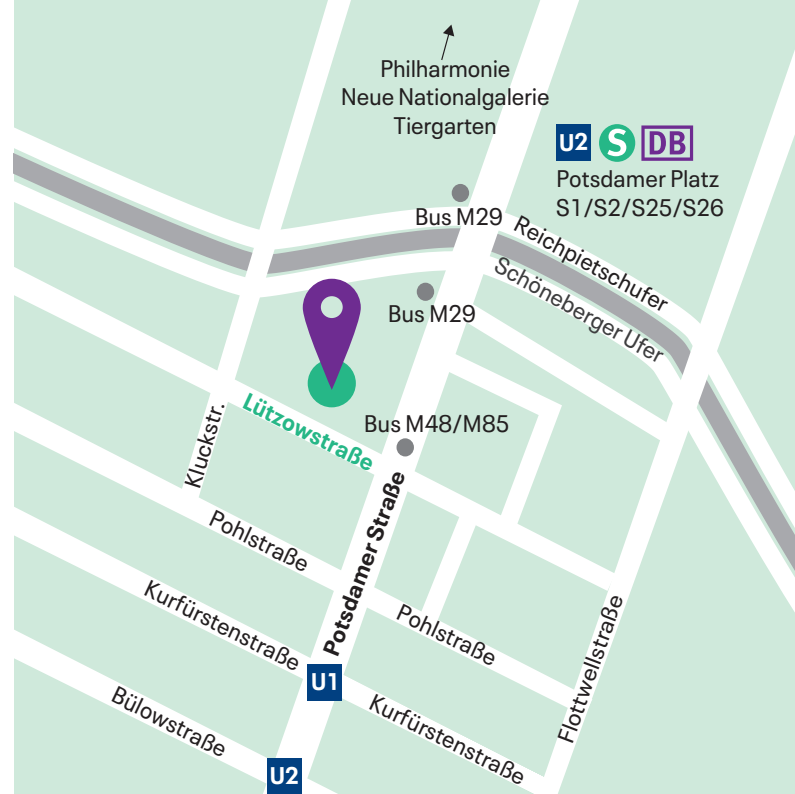 Philharmonie
Neue Nationalgalerie
Tiergarten
U2 S DB
Potsdamer Platz
S1/S2/S25/S26
Bus M29
Reichpietschufer
Schöneberger Ufer
Bus M29
Kluckstr.
Lützowstraße
Bus M48/M85
Potsdamer Straße
Pohlstraße
Kurfürstenstraße
Pohlstraße
Flottwellstraße
U1
Bülowstraße
Kurfürstenstraße
U2